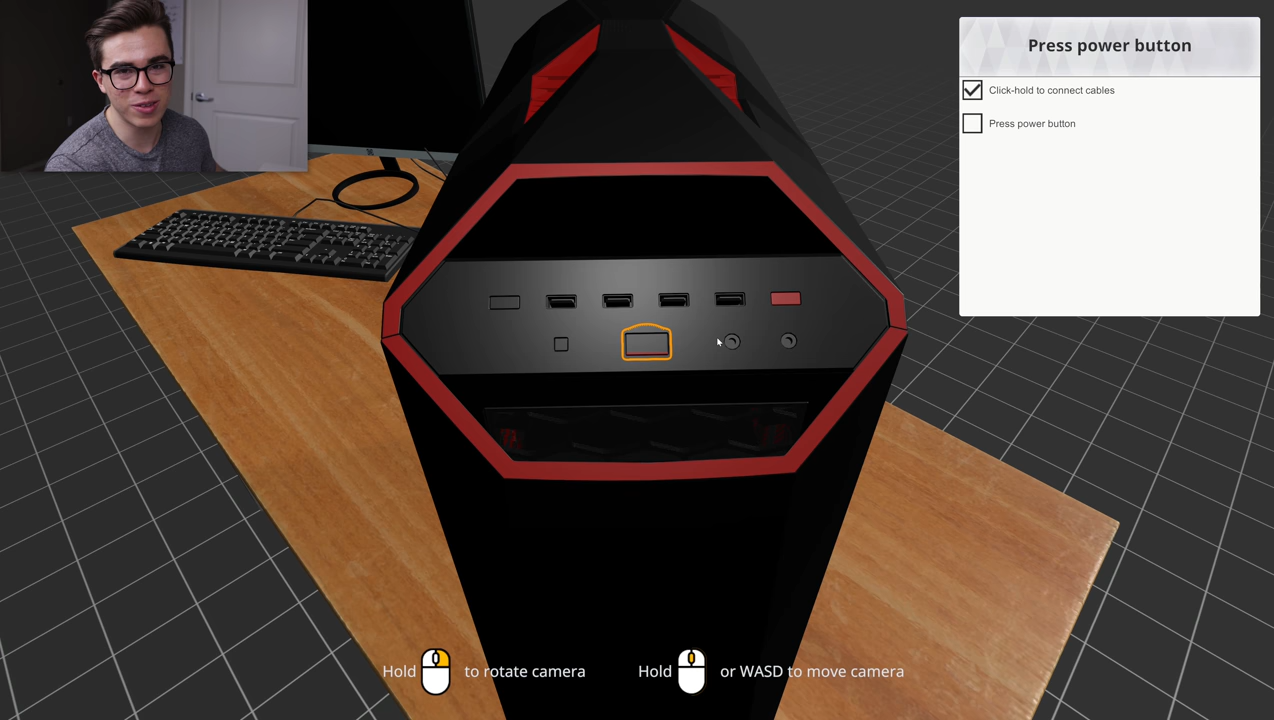 Press power button
Click-hold to connect cables
Press power button
Hold to rotate camera
Hold or WASD to move camera